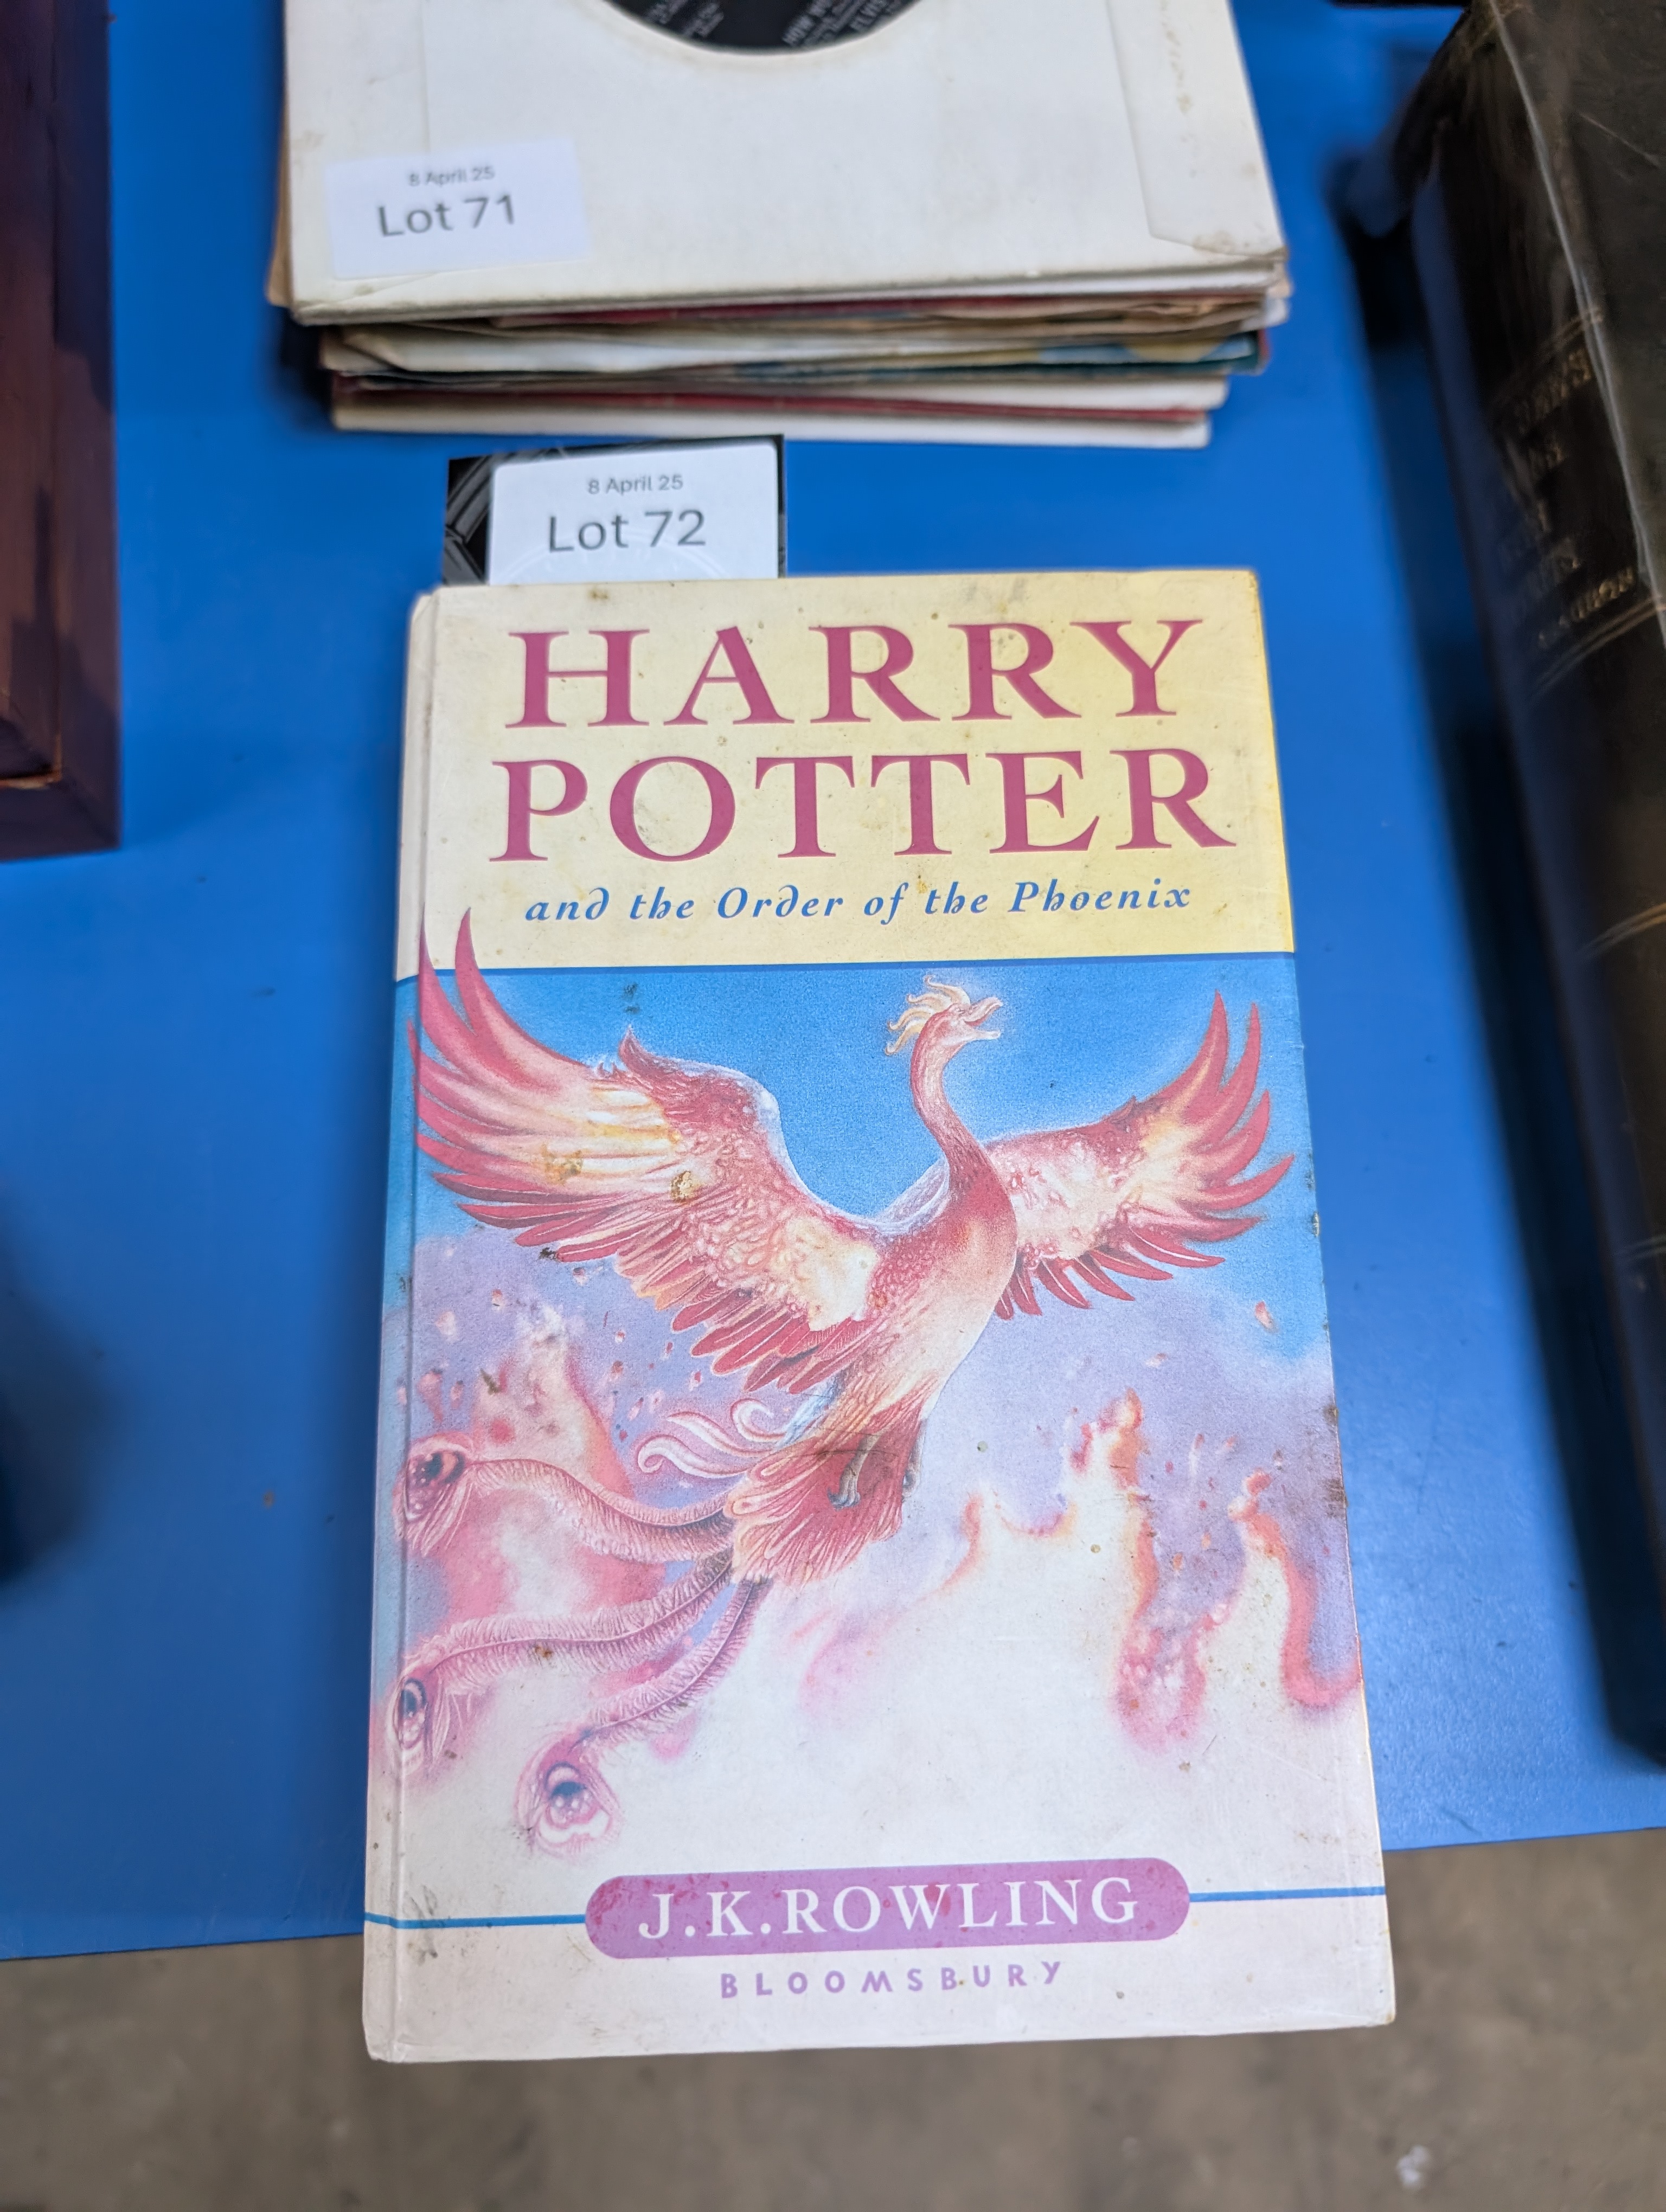 8 April 25
Lot 71
8 April 25
Lot 72
HARRY
POTTER
and the Order of the Phoenix
J.K.ROWLING
BLOOMSBURY